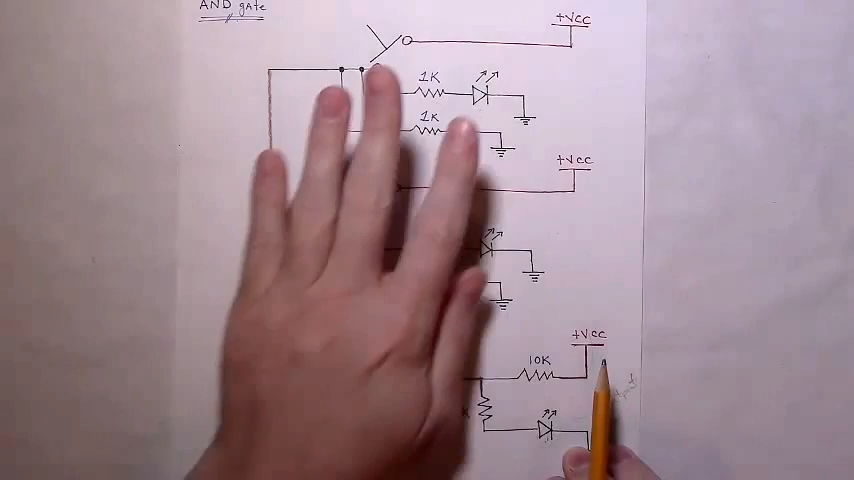 AND gate
+VCC
1K
1K
+VCC
+VCC
10K
K